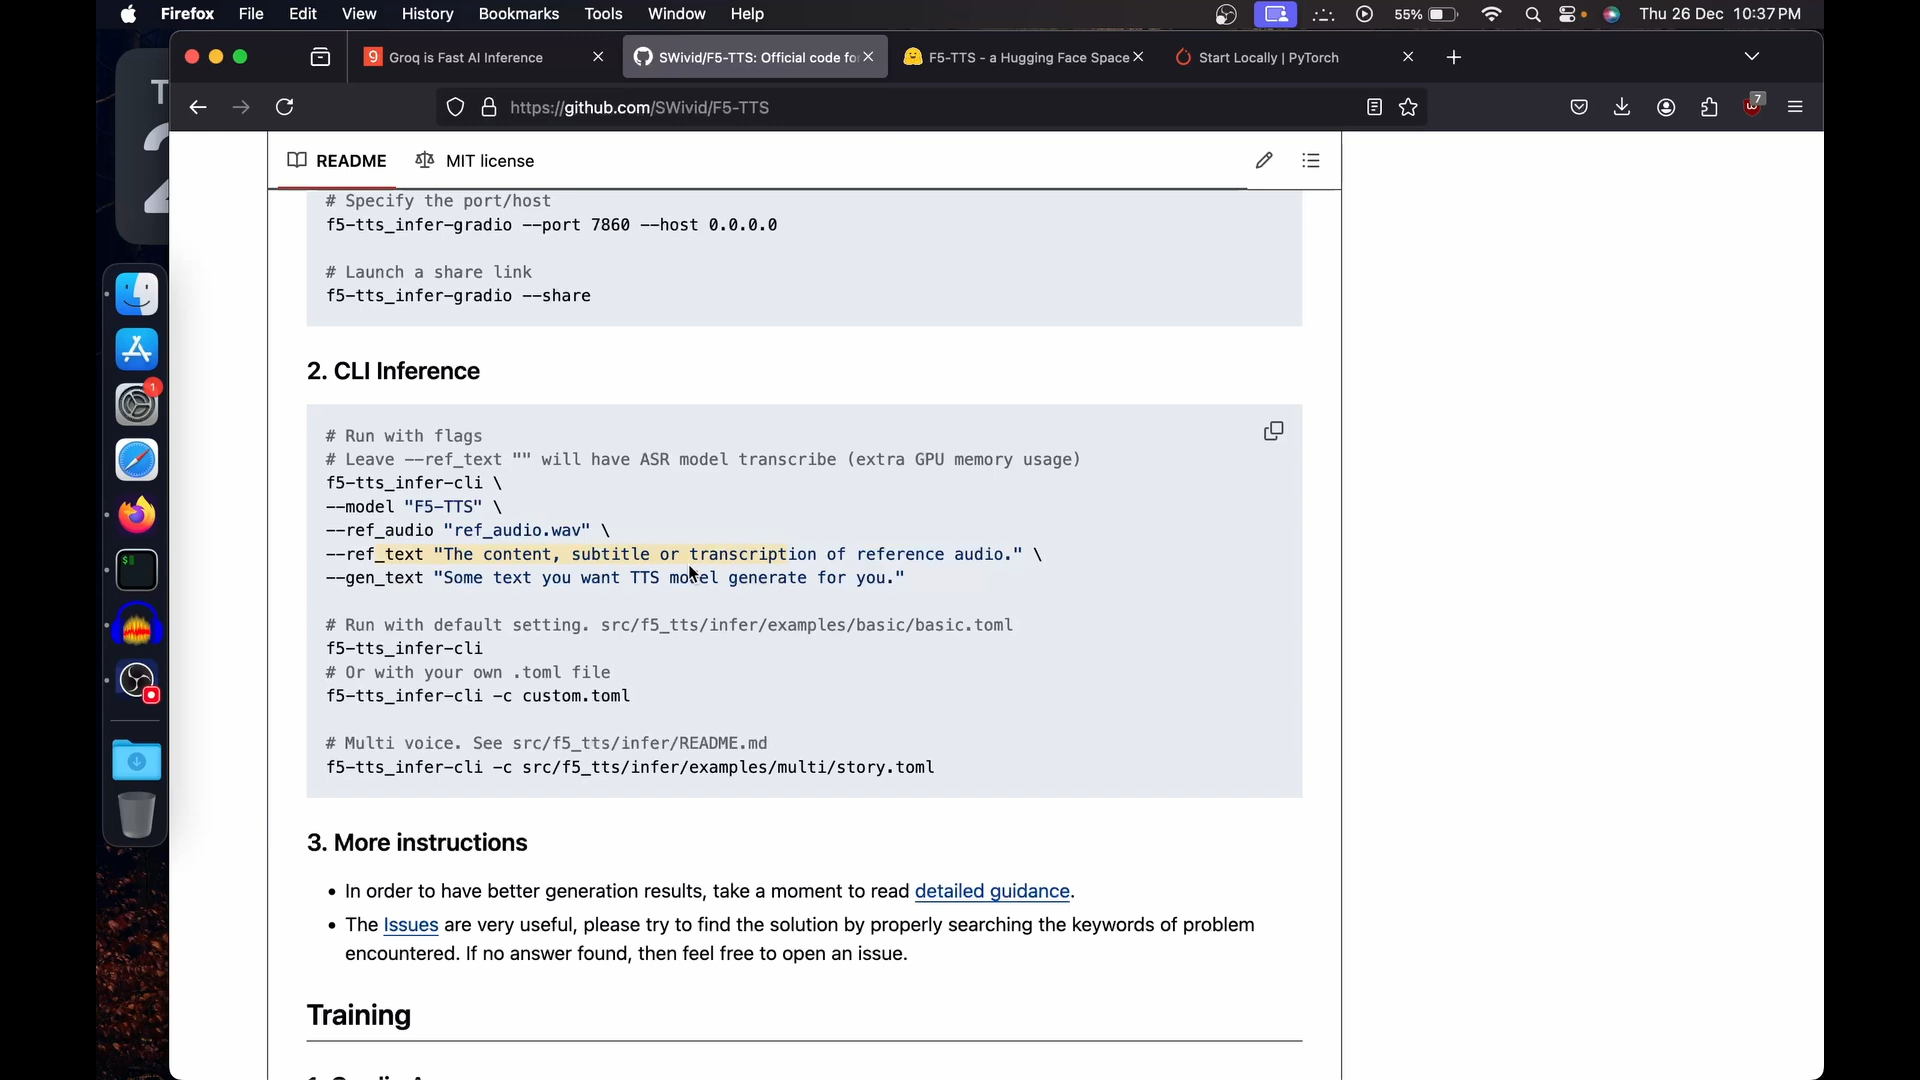 Firefox File Edit View History Bookmarks Tools Window Help 55% Thu 26 Dec 10:37 PM
Groq is Fast AI Inference
SWivid/F5-TTS: Official code fo
F5-TTS - a Hugging Face Space
Start Locally | PyTorch
https://github.com/SWivid/F5-TTS
7
README
MIT license
# Specify the port/host
f5-tts_infer-gradio --port 7860 --host 0.0.0.0
# Launch a share link
f5-tts_infer-gradio --share
2. CLI Inference
# Run with flags
# Leave --ref_text "" will have ASR model transcribe (extra GPU memory usage)
f5-tts_infer-cli \
--model "F5-TTS" \
--ref_audio "ref_audio.wav" \
--ref_text "The content, subtitle or transcription of reference audio." \
--gen_text "Some text you want TTS model generate for you."
# Run with default setting. src/f5_tts/infer/examples/basic/basic.toml
f5-tts_infer-cli
# Or with your own .toml file
f5-tts_infer-cli -c custom.toml
# Multi voice. See src/f5_tts/infer/README.md
f5-tts_infer-cli -c src/f5_tts/infer/examples/multi/story.toml
3. More instructions
• In order to have better generation results, take a moment to read detailed guidance.
• The Issues are very useful, please try to find the solution by properly searching the keywords of problem
encountered. If no answer found, then feel free to open an issue.
Training
1